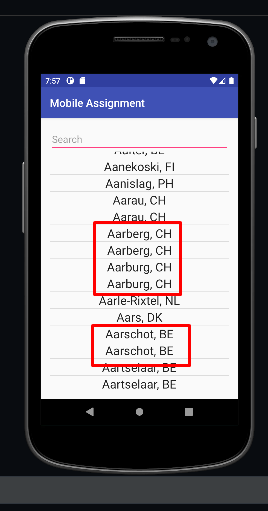 7:57
Mobile Assignment
Search
Aanekoski, FI
Aanislag, PH
Aarau, CH
Aarau, CH
Aarberg, CH
Aarberg, CH
Aarburg, CH
Aarburg, CH
Aarle-Rixtel, NL
Aars, DK
Aarschot, BE
Aarschot, BE
Aartselaar, BE
Aartselaar, BE